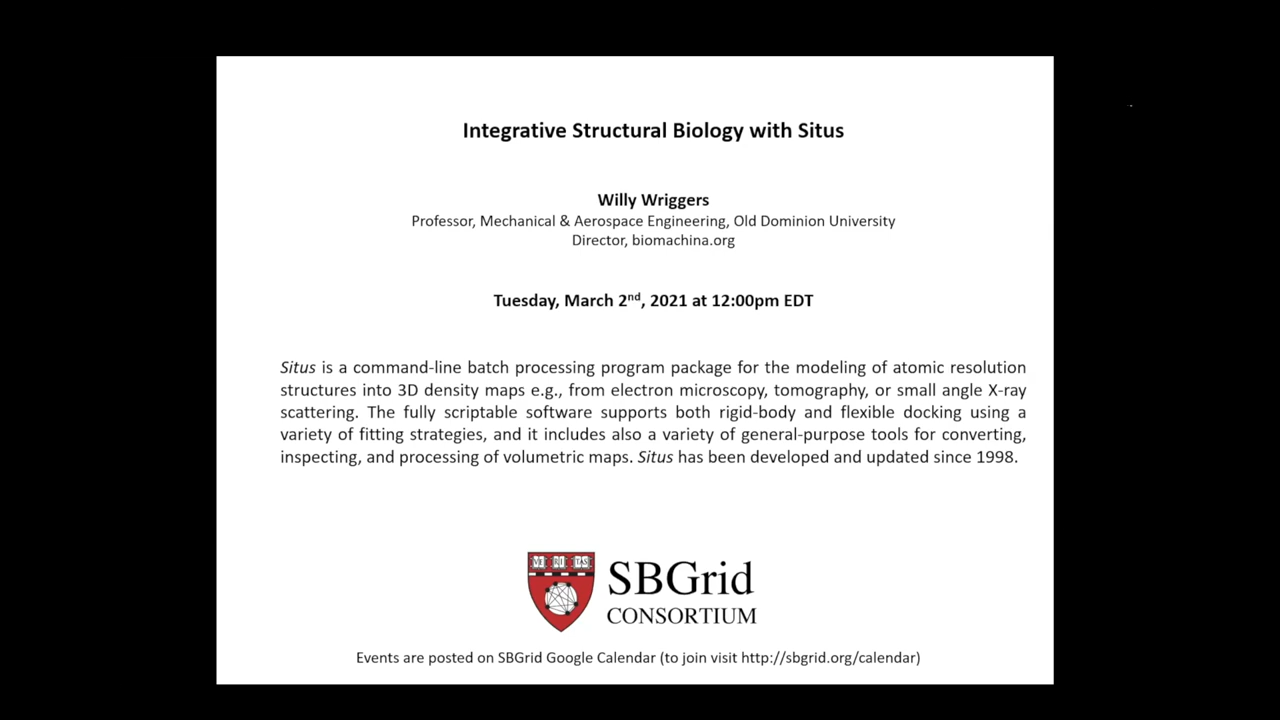 Integrative Structural Biology with Situs
Willy Wriggers
Professor, Mechanical & Aerospace Engineering, Old Dominion University
Director, biomachina.org
Tuesday, March 2nd, 2021 at 12:00pm EDT
Situs is a command-line batch processing program package for the modeling of atomic resolution
structures into 3D density maps e.g., from electron microscopy, tomography, or small angle X-ray
scattering. The fully scriptable software supports both rigid-body and flexible docking using a
variety of fitting strategies, and it includes also a variety of general-purpose tools for converting,
inspecting, and processing of volumetric maps. Situs has been developed and updated since 1998.
VE RI TAS
SBGrid
CONSORTIUM
Events are posted on SBGrid Google Calendar (to join visit http://sbgrid.org/calendar)